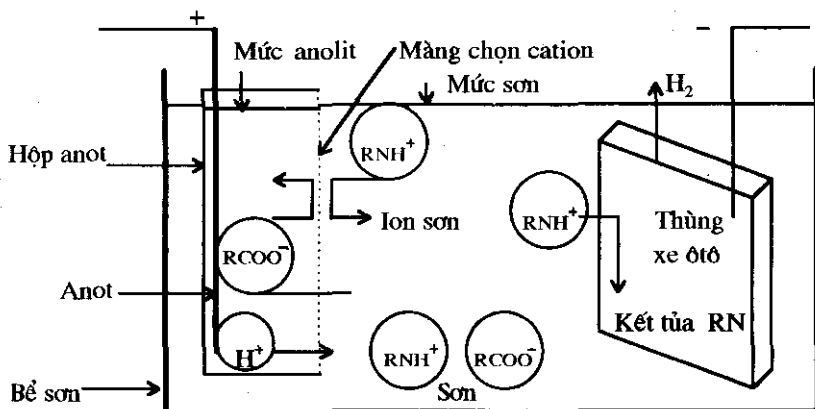 +
−
Mức anolit
Màng chọn cation
Mức sơn
H₂
Hộp anot
RNH⁺
Ion sơn
RNH⁺
Thùng
xe ôtô
RCOO⁻
Anot
Kết tủa RN
H⁺
RNH⁺
RCOO⁻
Bể sơn
Sơn